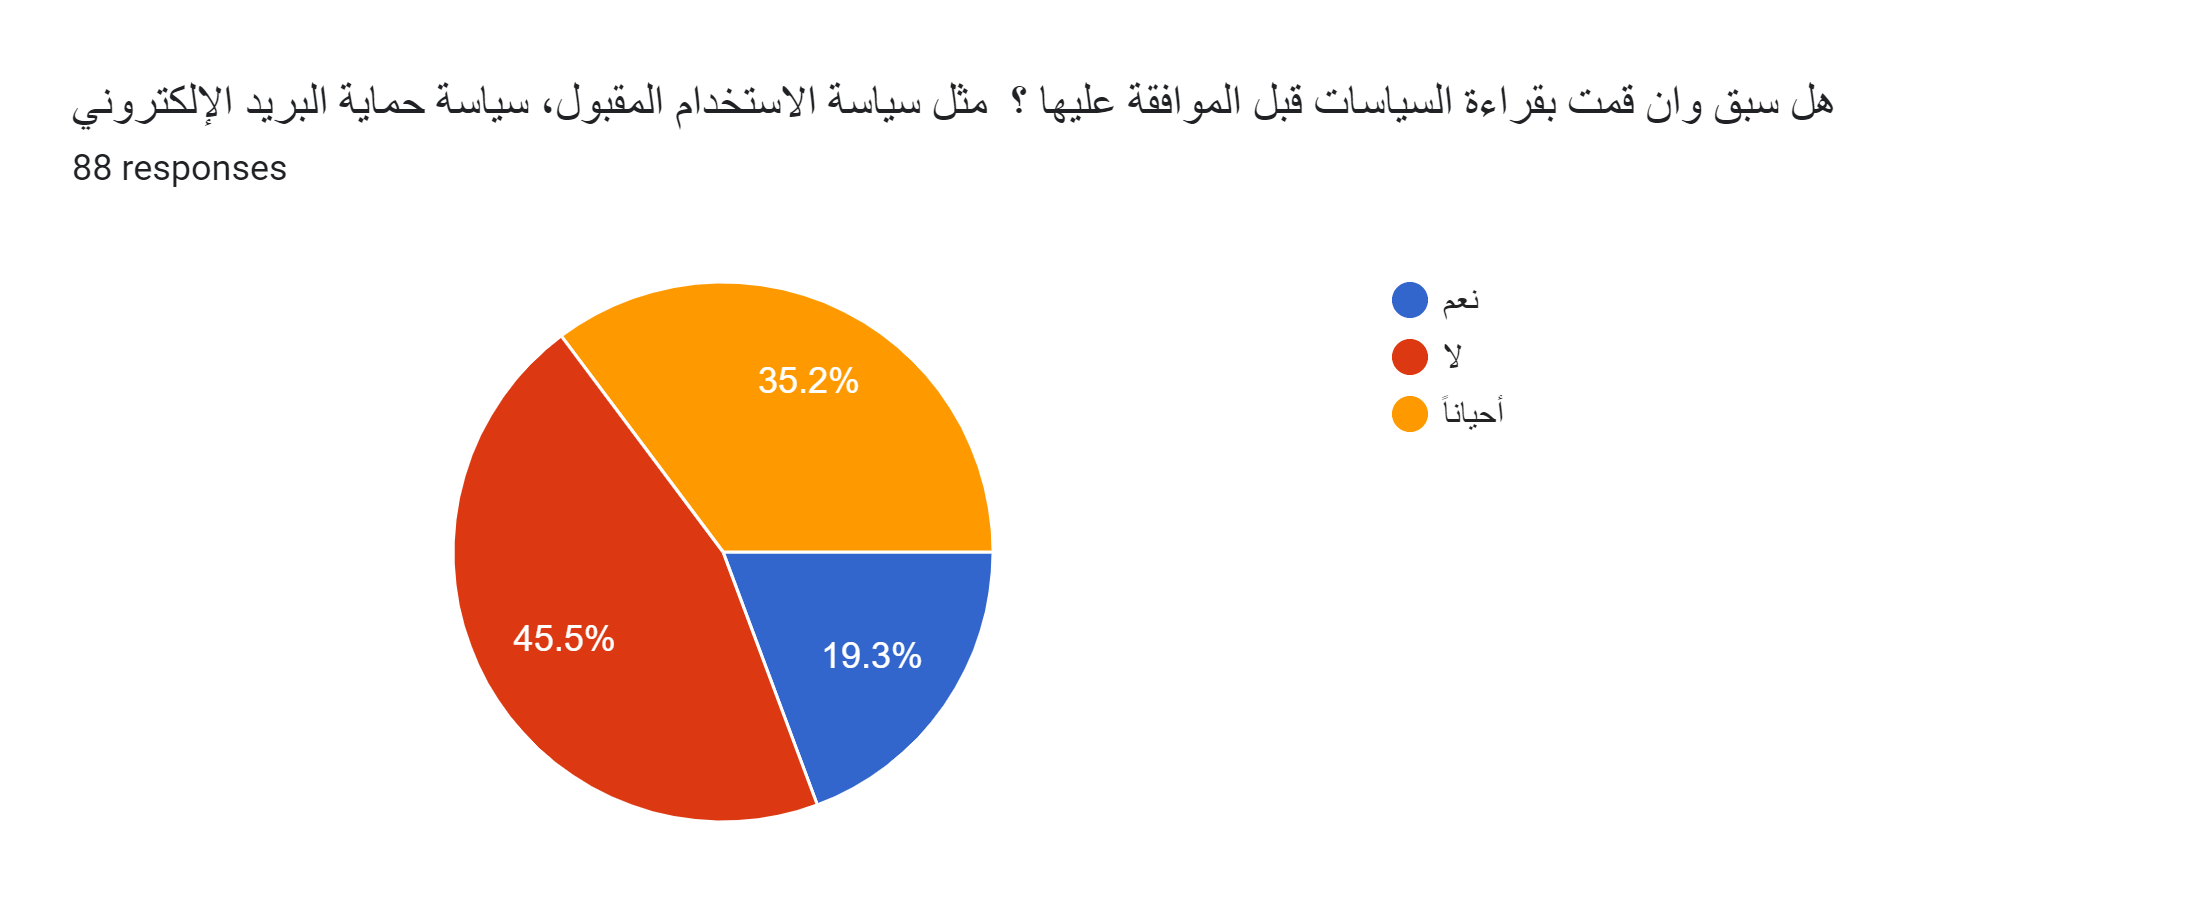 هل سبق وان قمت بقراءة السياسات قبل الموافقة عليها ؟ مثل سياسة الاستخدام المقبول، سياسة حماية البريد الإلكتروني
88 responses
نعم
لا
أحياناً
35.2%
45.5%
19.3%